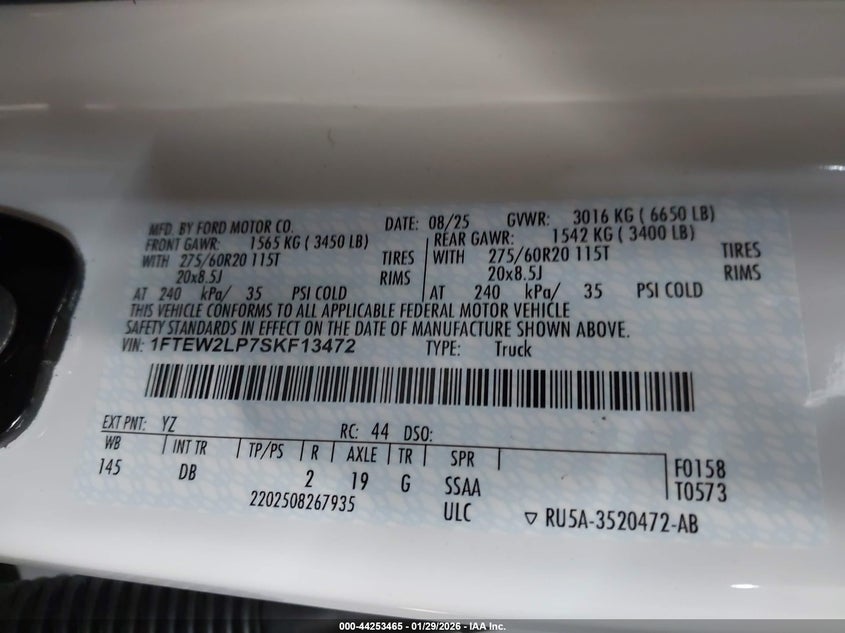 MFD. BY FORD MOTOR CO. DATE: 08/25 GVWR: 3016 KG ( 6650 LB)
FRONT GAWR: 1565 KG ( 3450 LB) REAR GAWR: 1542 KG ( 3400 LB)
WITH 275/60R20 115T TIRES WITH 275/60R20 115T TIRES
20x8.5J RIMS 20x8.5J RIMS
AT 240 kPa/ 35 PSI COLD AT 240 kPa/ 35 PSI COLD
THIS VEHICLE CONFORMS TO ALL APPLICABLE FEDERAL MOTOR VEHICLE
SAFETY STANDARDS IN EFFECT ON THE DATE OF MANUFACTURE SHOWN ABOVE.
VIN: 1FTEW2LP7SKF13472 TYPE: Truck
EXT PNT: YZ RC: 44 DSO:
WB INT TR TP/PS R AXLE TR SPR F0158
145 DB 2 19 G SSAA T0573
2202508267935 ULC ▽ RU5A-3520472-AB
000-44253465 | 01/29/2026 - IAA Inc.